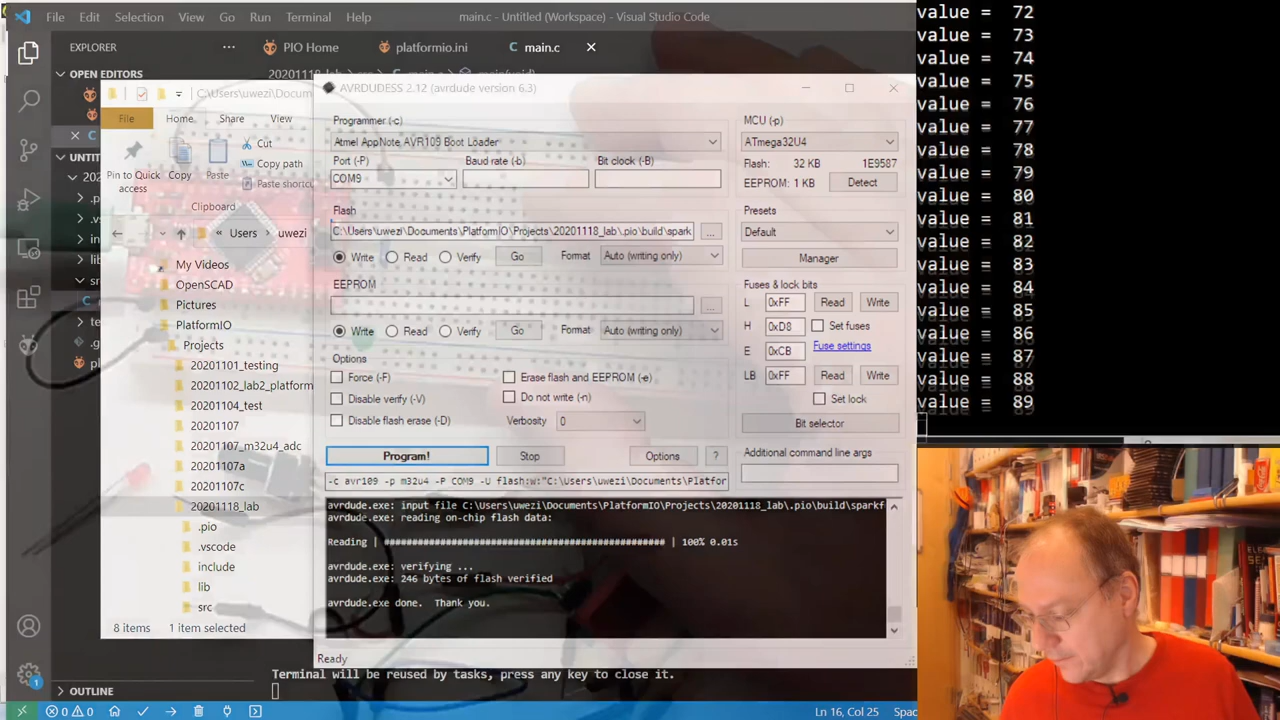 File Edit Selection View Go Run Terminal Help
main.c - Untitled (Workspace) - Visual Studio Code
EXPLORER
PIO Home
platformio.ini
main.c
OPEN EDITORS
AVRDUDESS 2.12 (avrdude version 6.3)
C:\Users\uwezi\Docum
File Home Share View
Cut
Copy path
Paste shortcu
Pin to Quick
access
Copy
Paste
Clipboard
Users
uwezi
My Videos
OpenSCAD
Pictures
PlatformIO
Projects
20201101_testing
20201102_lab2_platform
20201104_test
20201107
20201107_m32u4_adc
20201107a
20201107c
20201118_lab
.pio
.vscode
include
lib
src
8 items
1 item selected
OUTLINE
Programmer (-c)
Atmel AppNote AVR109 Boot Loader
Port (-P)
Baud rate (-b)
Bit clock (-B)
COM9
Flash
C:\Users\uwezi\Documents\PlatformIO\Projects\20201118_lab\.pio\build\spark
...
Write Read Verify Go Format Auto (writing only)
EEPROM
...
Write Read Verify Go Format Auto (writing only)
Options
Force (-F)
Erase flash and EEPROM (-e)
Disable verify (-V)
Do not write (-n)
Disable flash erase (-D)
Verbosity 0
Program!
Stop
Options
?
-c avr109 -p m32u4 -P COM9 -U flash:w:"C:\Users\uwezi\Documents\Platfor
MCU (-p)
ATmega32U4
Flash: 32 KB 1E9587
EEPROM: 1 KB Detect
Presets
Default
Manager
Fuses & lock bits
L 0xFF Read Write
H 0xD8 Set fuses
E 0xCB Fuse settings
LB 0xFF Read Write
Set lock
Bit selector
Additional command line args
avrdude.exe: input file C:\Users\uwezi\Documents\PlatformIO\Projects\20201118_lab\.pio\build\sparkf
avrdude.exe: reading on-chip flash data:
Reading | ################################################## | 100% 0.01s
avrdude.exe: verifying ...
avrdude.exe: 246 bytes of flash verified
avrdude.exe done. Thank you.
Ready
Terminal will be reused by tasks, press any key to close it.
0 0
Ln 16, Col 25
Spac
value = 72
value = 73
value = 74
value = 75
value = 76
value = 77
value = 78
value = 79
value = 80
value = 81
value = 82
value = 83
value = 84
value = 85
value = 86
value = 87
value = 88
value = 89